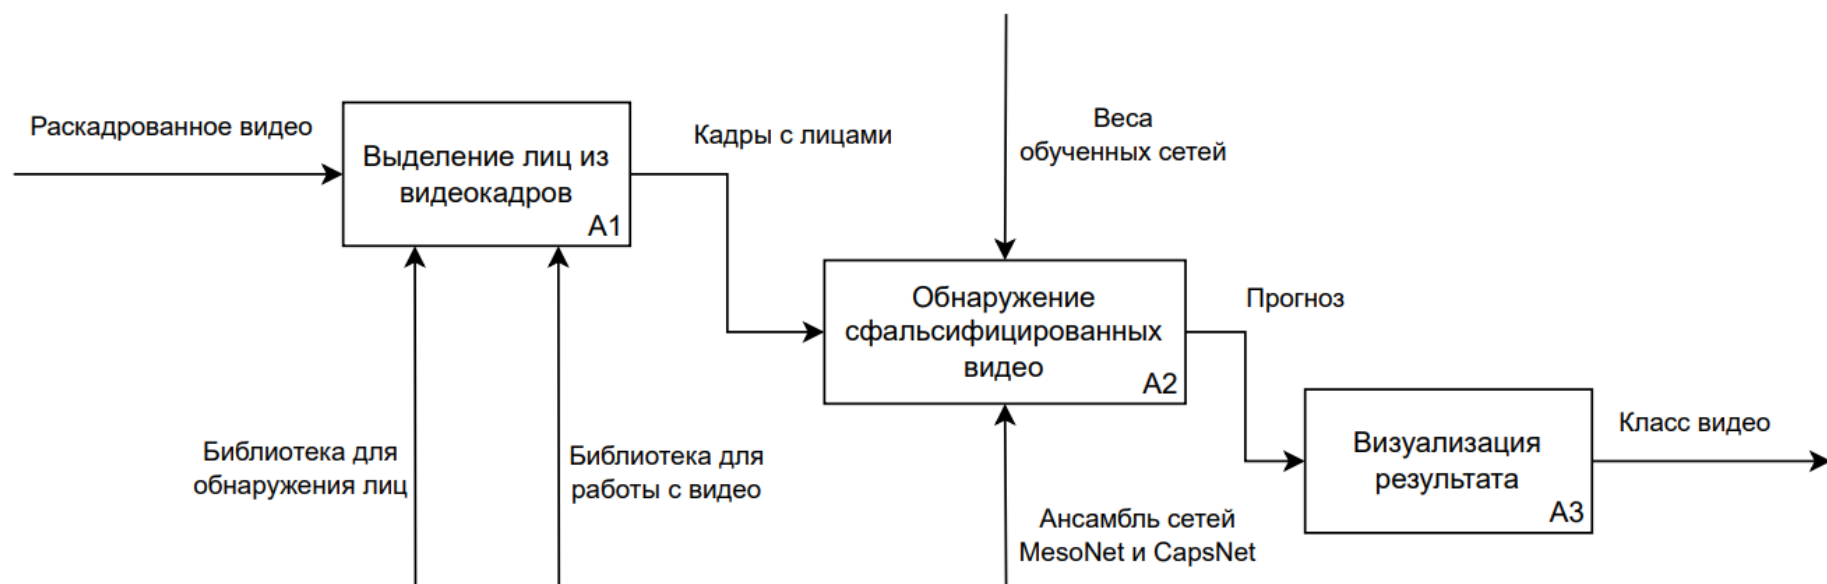 Раскадрованное видео
Выделение лиц из
видеокадров
A1
Кадры с лицами
Веса
обученных сетей
Обнаружение
сфальсифицированных
видео
A2
Прогноз
Библиотека для
обнаружения лиц
Библиотека для
работы с видео
Ансамбль сетей
MesoNet и CapsNet
Визуализация
результата
A3
Класс видео